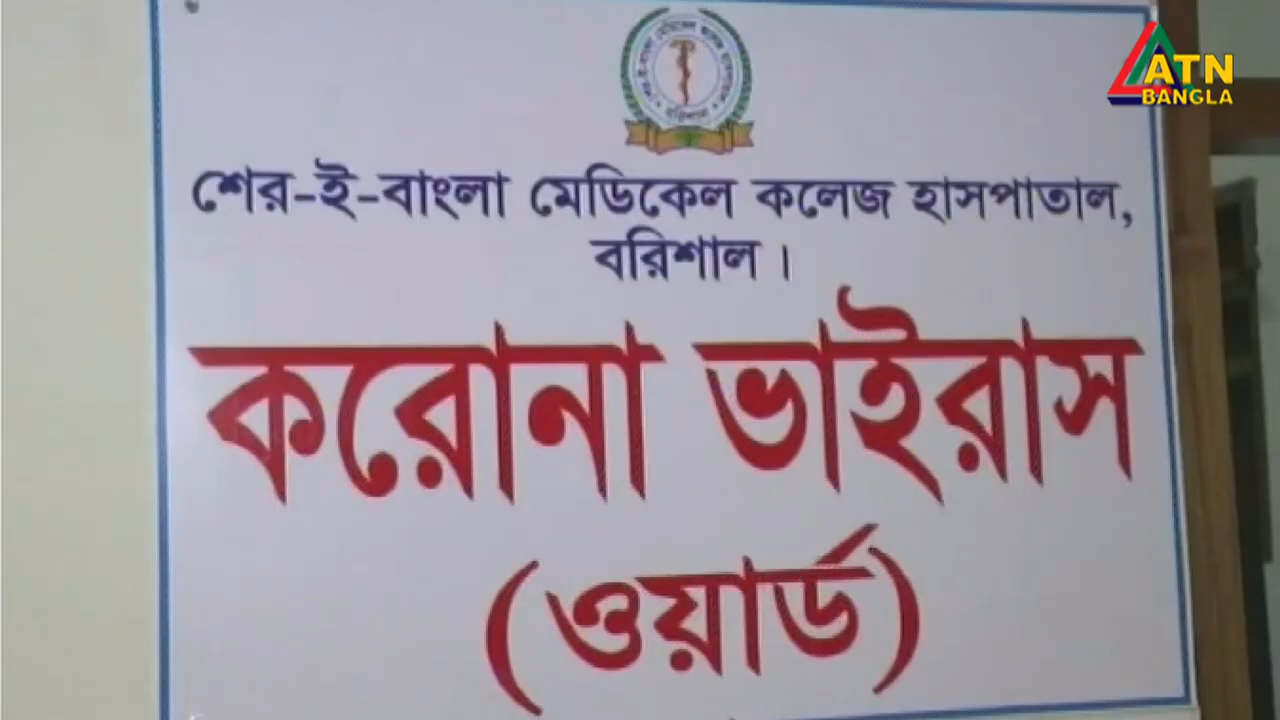 ATN
BANGLA
শের-ই-বাংলা মেডিকেল কলেজ হাসপাতাল,
বরিশাল।
করোনা ভাইরাস
(ওয়ার্ড)